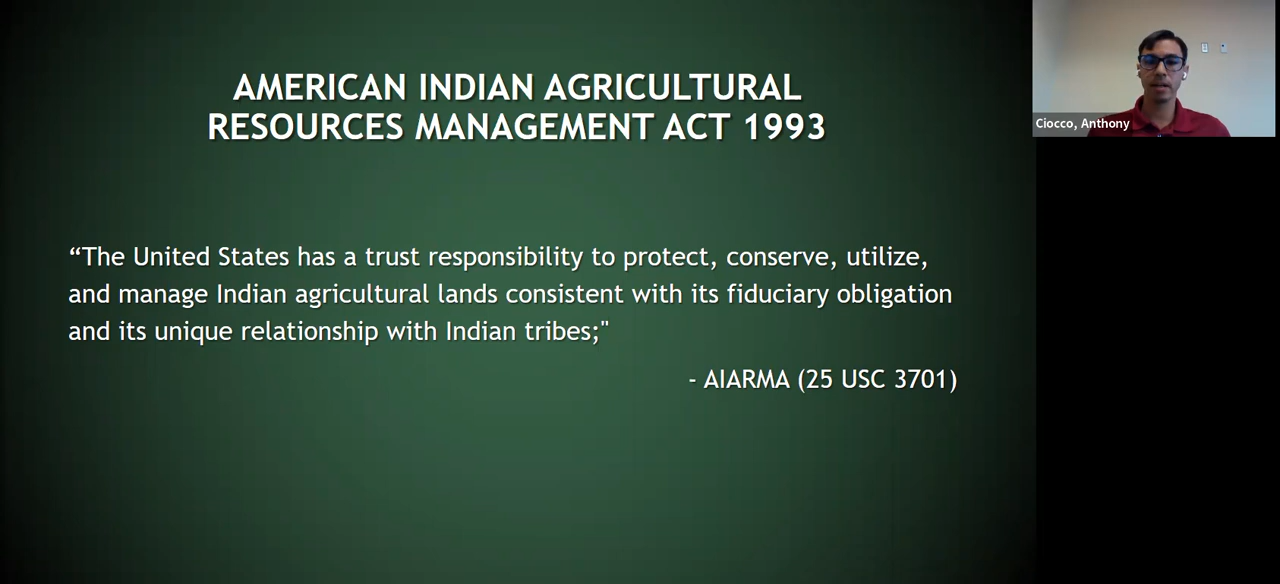 AMERICAN INDIAN AGRICULTURAL
RESOURCES MANAGEMENT ACT 1993
“The United States has a trust responsibility to protect, conserve, utilize,
and manage Indian agricultural lands consistent with its fiduciary obligation
and its unique relationship with Indian tribes;"
- AIARMA (25 USC 3701)
Ciocco, Anthony